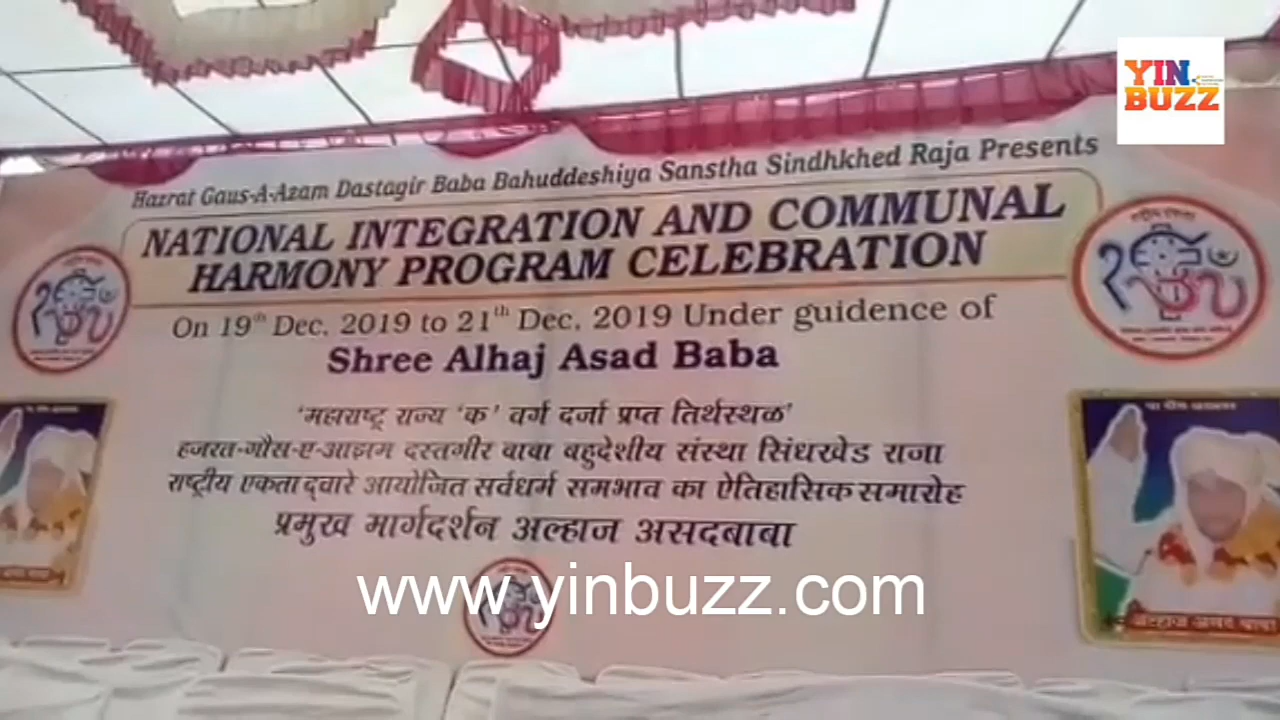 YIN
BUZZ
Hazrat Gaus-A-Azam Dastagir Baba Bahuddeshiya Sanstha Sindhkhed Raja Presents
NATIONAL INTEGRATION AND COMMUNAL
HARMONY PROGRAM CELEBRATION
On 19th Dec, 2019 to 21th Dec, 2019 Under guidence of
Shree Alhaj Asad Baba
'महाराष्ट्र राज्य 'क' वर्ग दर्जा प्राप्त तिर्थस्थळ'
हजरत-गौस-ए-आझम दस्तगीर बाबा बहुदेशीय संस्था सिंधखेड राजा
राष्ट्रीय एकता द्वारे आयोजित सर्वधर्म समभाव का ऐतिहासिक समारोह
प्रमुख मार्गदर्शन अल्हाज असदबाबा
www.yinbuzz.com
राष्ट्रीय एकता
अल्हाज असद बाबा